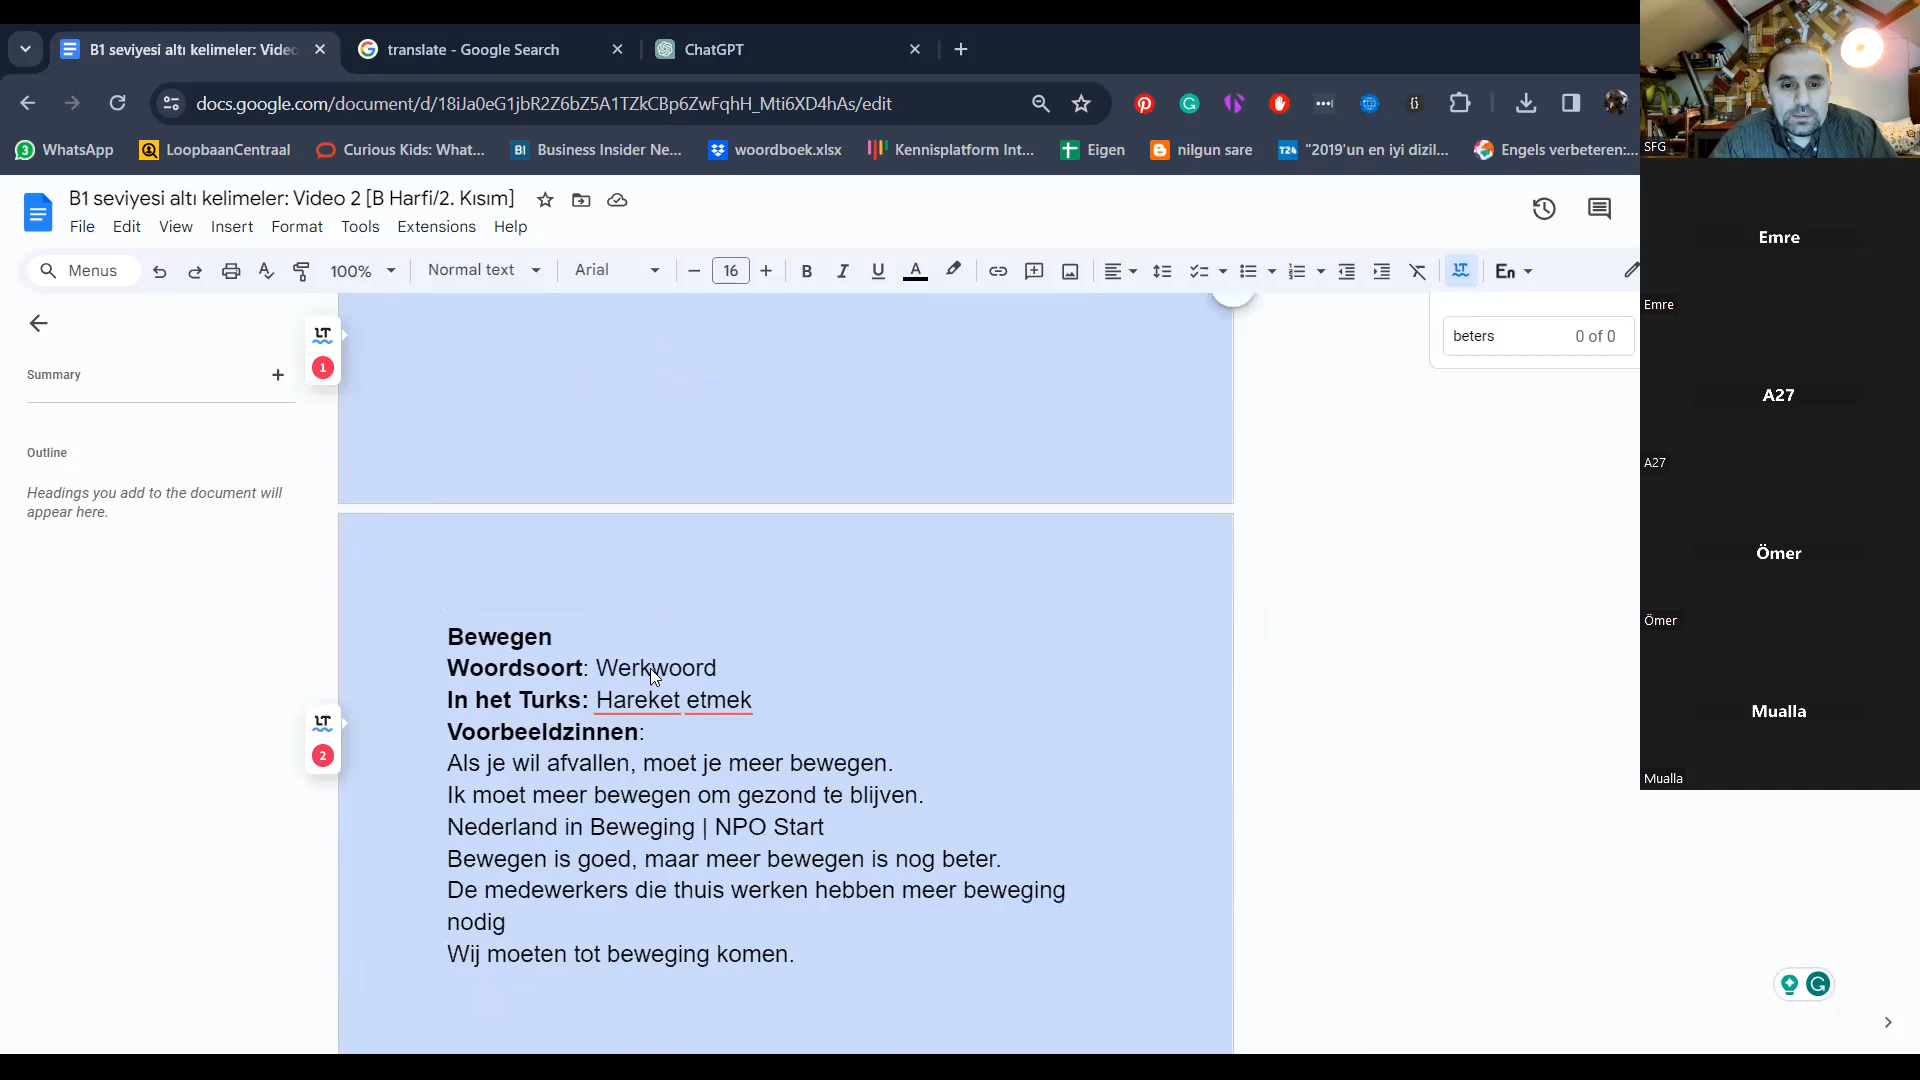 B1 seviyesi altı kelimeler: Video
translate - Google Search
ChatGPT
docs.google.com/document/d/18iJa0eG1jbR2Z6bZ5A1TZkCBp6ZwFqhH_Mti6XD4hAs/edit
WhatsApp
LoopbaanCentraal
Curious Kids: What...
Business Insider Ne...
woordboek.xlsx
Kennisplatform Int...
Eigen
nilgun sare
"2019'un en iyi dizil...
Engels verbeteren:...
SFG
B1 seviyesi altı kelimeler: Video 2 [B Harfi/2. Kısım]
File Edit View Insert Format Tools Extensions Help
Menus
100%
Normal text
Arial
16
En
beters 0 of 0
Summary
Outline
Headings you add to the document will
appear here.
LT
1
LT
2
Bewegen
Woordsoort: Werkwoord
In het Turks: Hareket etmek
Voorbeeldzinnen:
Als je wil afvallen, moet je meer bewegen.
Ik moet meer bewegen om gezond te blijven.
Nederland in Beweging | NPO Start
Bewegen is goed, maar meer bewegen is nog beter.
De medewerkers die thuis werken hebben meer beweging
nodig
Wij moeten tot beweging komen.
Emre
Emre
A27
A27
Ömer
Ömer
Mualla
Mualla